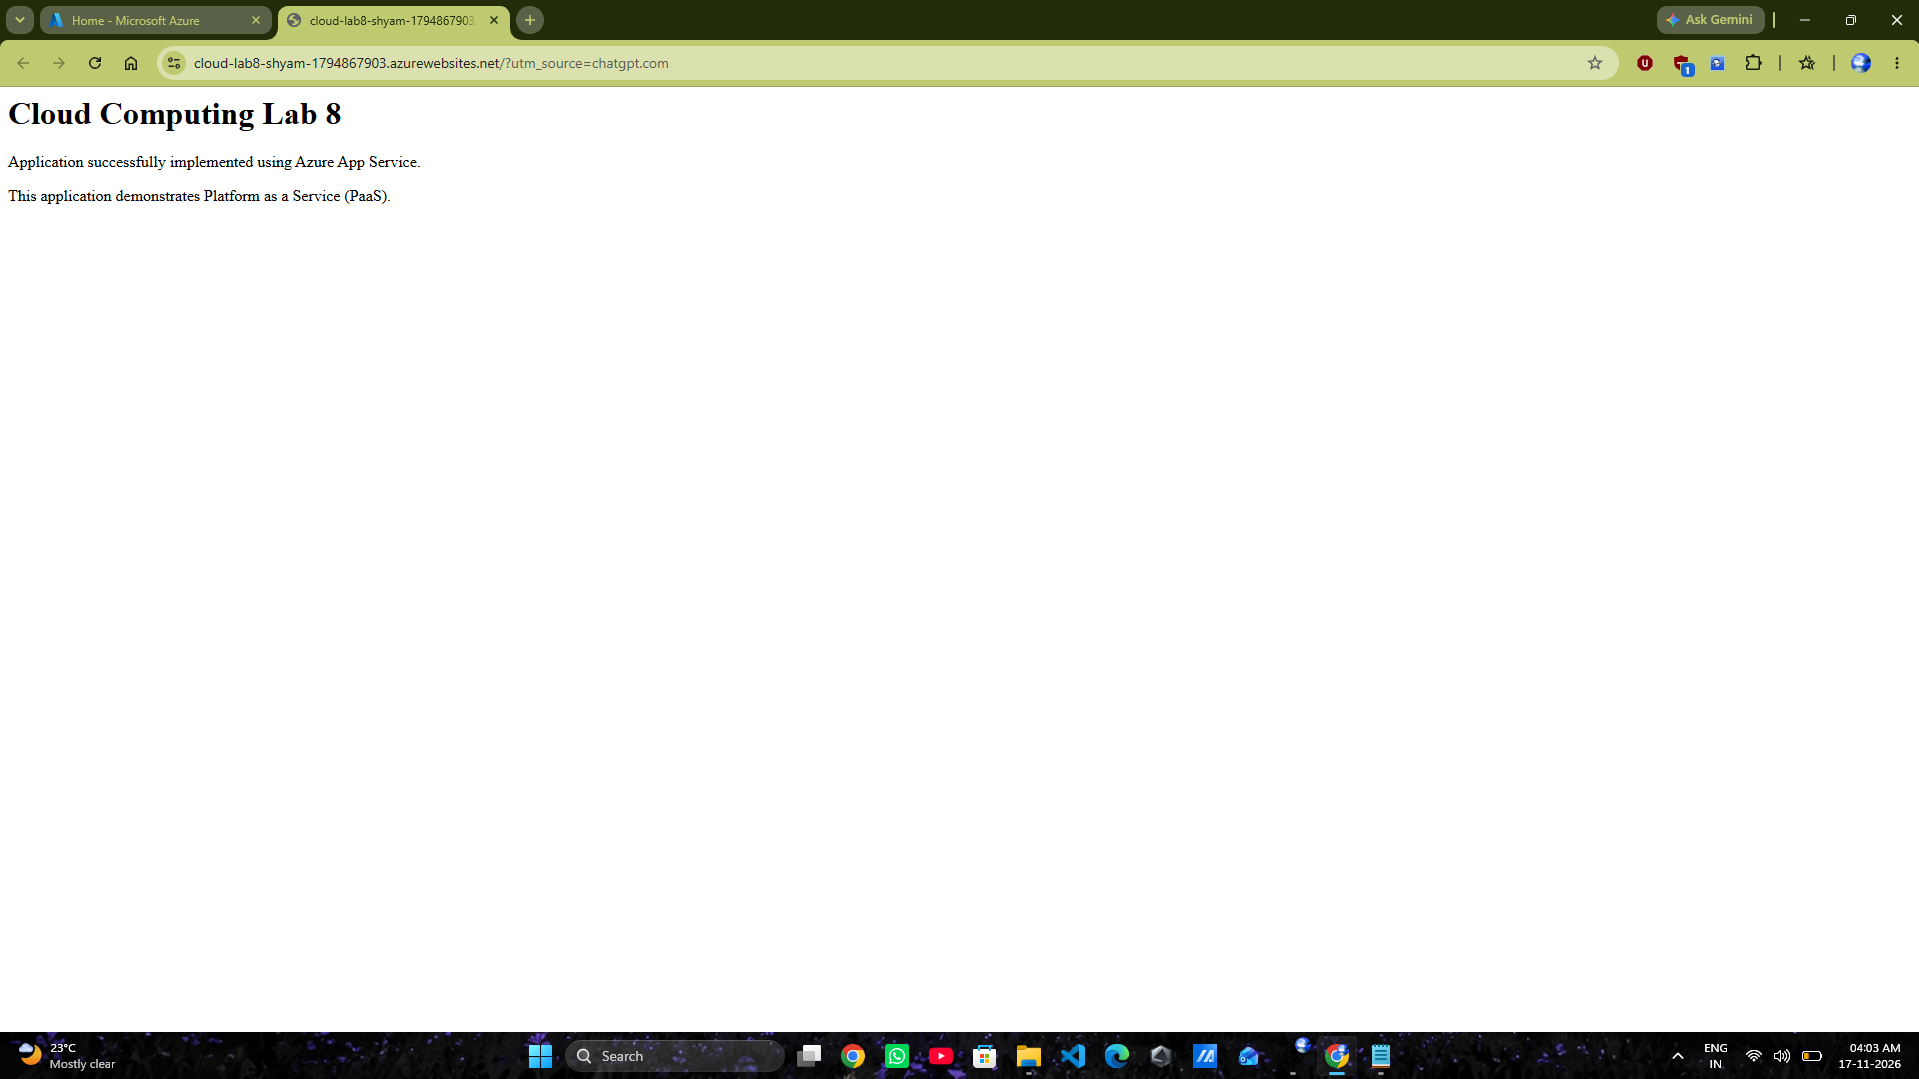 Home - Microsoft Azure
cloud-lab8-shyam-1794867903.
Ask Gemini
cloud-lab8-shyam-1794867903.azurewebsites.net/?utm_source=chatgpt.com
1
Cloud Computing Lab 8
Application successfully implemented using Azure App Service.
This application demonstrates Platform as a Service (PaaS).
23°C
Mostly clear
Search
ENG
IN
04:03 AM
17-11-2026